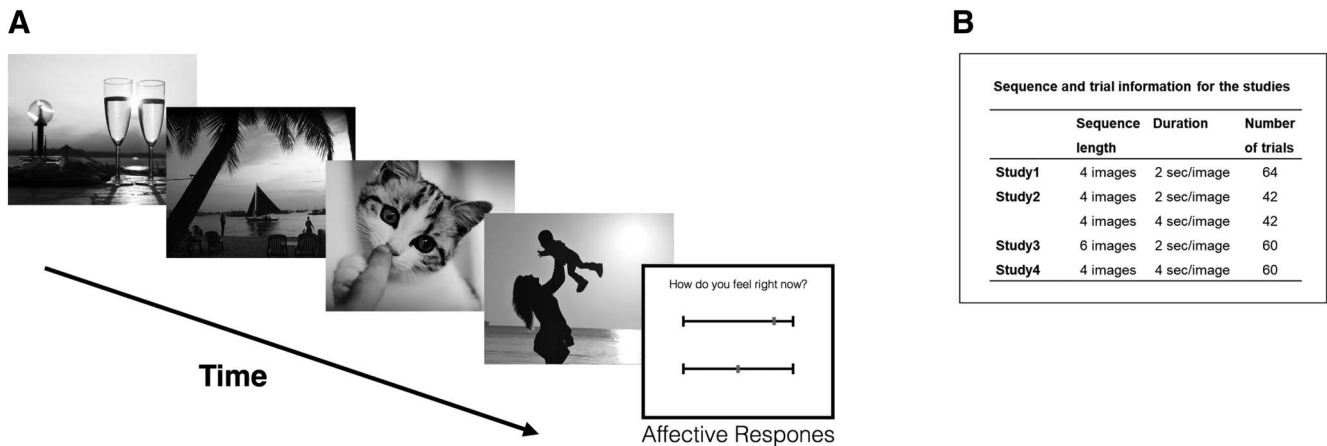 A
How do you feel right now?
Time
Affective Respones
B
Sequence and trial information for the studies
Sequence length Duration Number of trials
Study1 4 images 2 sec/image 64
Study2 4 images 2 sec/image 42
4 images 4 sec/image 42
Study3 6 images 2 sec/image 60
Study4 4 images 4 sec/image 60